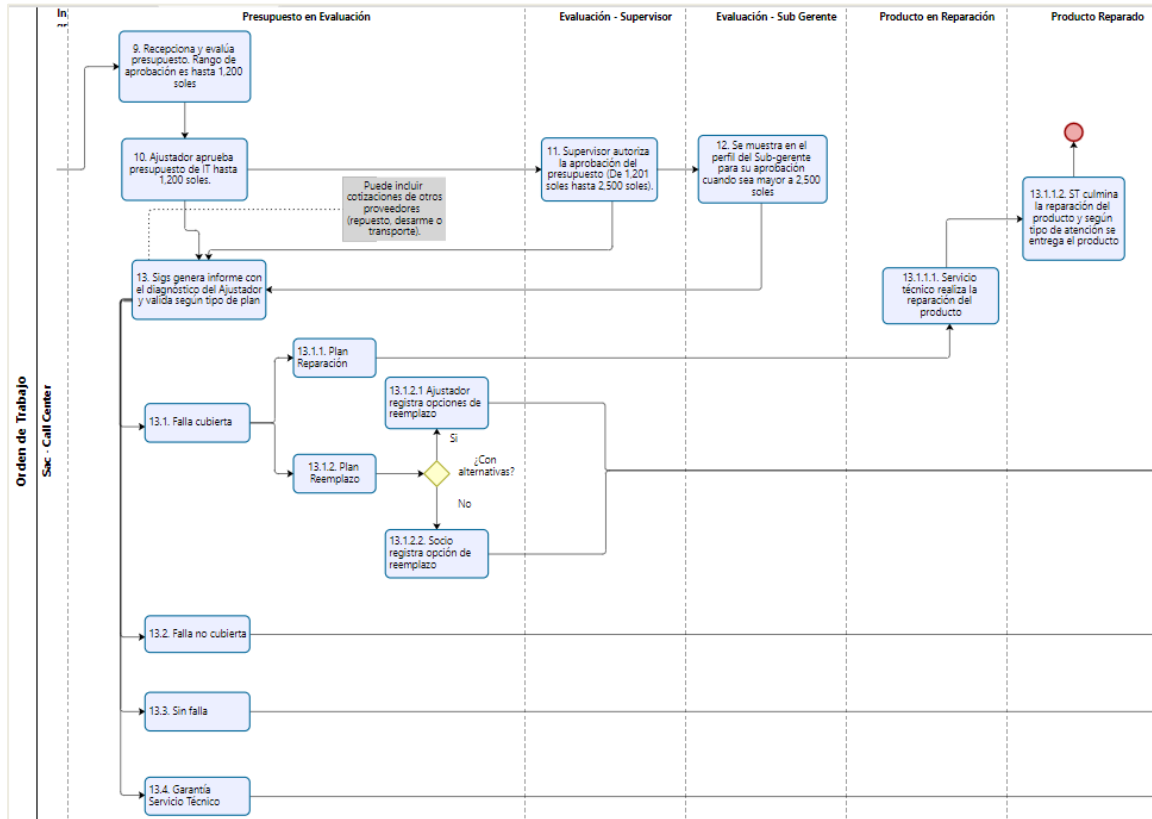 Orden de Trabajo
Sac - Call Center
Presupuesto en Evaluación
Evaluación - Supervisor
Evaluación - Sub Gerente
Producto en Reparación
Producto Reparado
9. Recepciona y evalúa
presupuesto. Rango de
aprobación es hasta 1,200
soles
10. Ajustador aprueba
presupuesto de IT hasta
1,200 soles.
11. Supervisor autoriza
la aprobación del
presupuesto (De 1,201
soles hasta 2,500 soles).
12. Se muestra en el
perfil del Sub-gerente
para su aprobación
cuando sea mayor a 2,500
soles
Puede incluir
cotizaciones de otros
proveedores
(repuesto, desarme o
transporte).
13. Sigs genera informe con
el diagnóstico del Ajustador
y valida según tipo de plan
13.1.1.2. ST culmina
la reparación del
producto y según
tipo de atención se
entrega el producto
13.1.1.1. Servicio
técnico realiza la
reparación del
producto
13.1.1. Plan
Reparación
13.1. Falla cubierta
13.1.2. Plan
Reemplazo
13.1.2.1 Ajustador
registra opciones de
reemplazo
Si
¿Con
alternativas?
No
13.1.2.2. Socio
registra opción de
reemplazo
13.2. Falla no cubierta
13.3. Sin falla
13.4. Garantía
Servicio Técnico